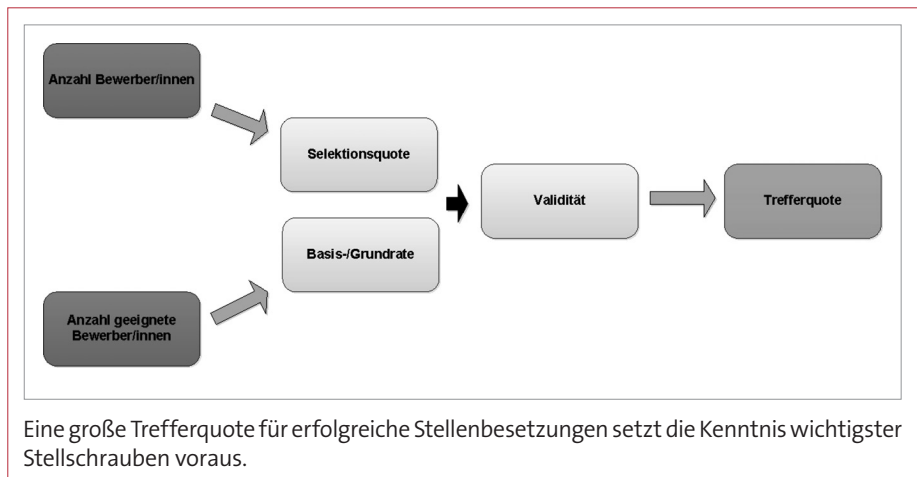 Anzahl Bewerber/innen
Selektionsquote
Basis-/Grundrate
Anzahl geeignete
Bewerber/innen
Validität
Trefferquote
Eine große Trefferquote für erfolgreiche Stellenbesetzungen setzt die Kenntnis wichtigster
Stellschrauben voraus.